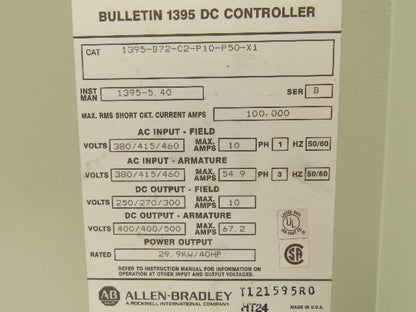 BULLETIN 1395 DC CONTROLLER
CAT 1395-B72-C2-P10-P50-X1
INST MAN 1395-5.40 SER B
MAX. RMS SHORT CKT. CURRENT AMPS 100,000
AC INPUT - FIELD
VOLTS 380/415/460 MAX. AMPS 10 PH 1 HZ 50/60
AC INPUT - ARMATURE
VOLTS 380/415/460 MAX. AMPS 54.9 PH 3 HZ 50/60
DC OUTPUT - FIELD
VOLTS 250/270/300 MAX. AMPS 10
DC OUTPUT - ARMATURE
VOLTS 400/400/500 MAX. AMPS 67.2
POWER OUTPUT
RATED 29.9KW/40HP
REFER TO INSTRUCTION MANUAL FOR INFORMATION ON
OPERATION AT OTHER INPUT AND OUTPUT VOLTAGES.
LISTED
UL
SA
AB ALLEN-BRADLEY
A ROCKWELL INTERNATIONAL COMPANY
T121595R0
HT24
MADE IN U.S.A.